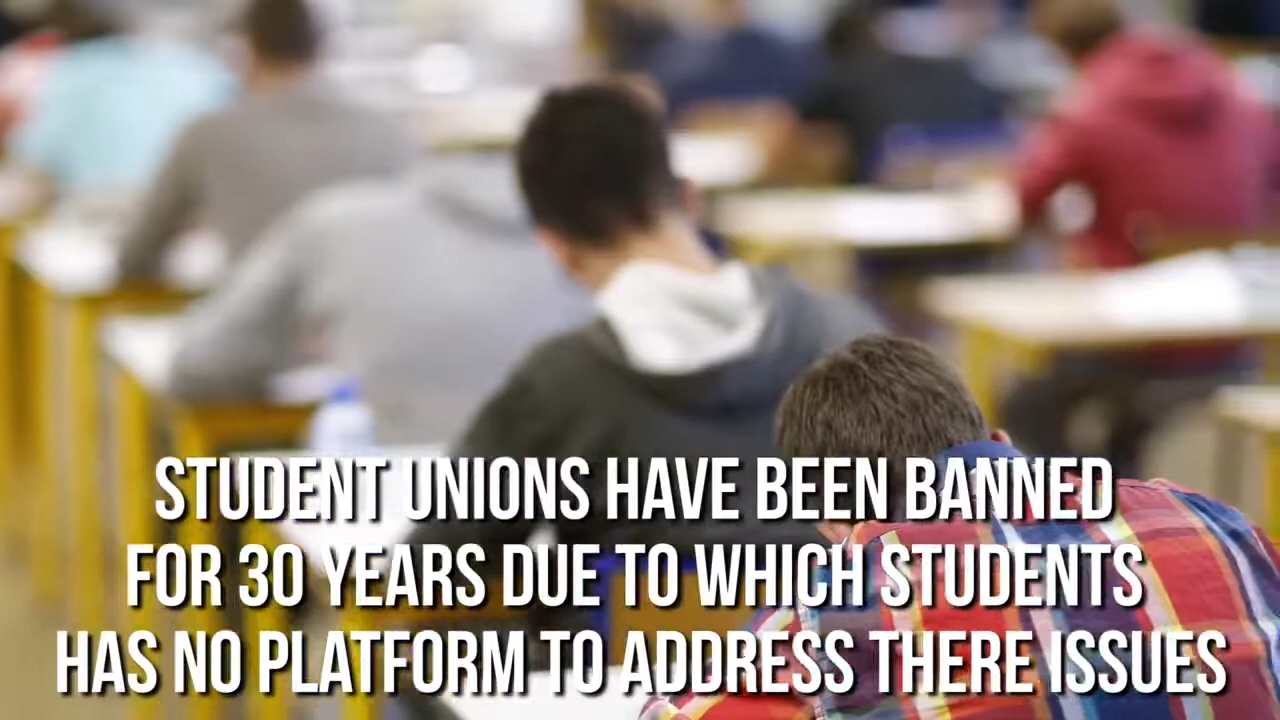 STUDENT UNIONS HAVE BEEN BANNED
FOR 30 YEARS DUE TO WHICH STUDENTS
HAS NO PLATFORM TO ADDRESS THERE ISSUES